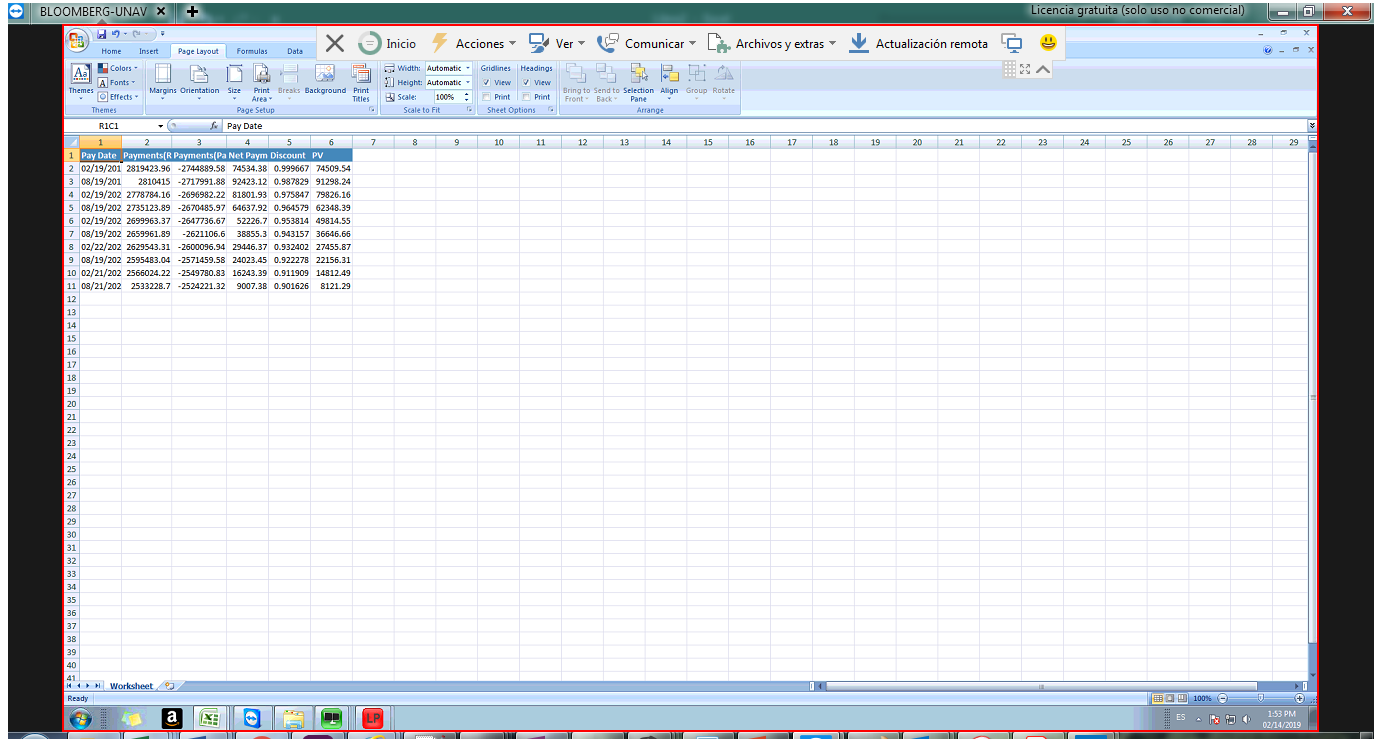 BLOOMBERG-UNAV
Licencia gratuita (solo uso no comercial)
Inicio Acciones Ver Comunicar Archivos y extras Actualización remota
Home Insert Page Layout Formulas Data
Colors Width: Automatic Gridlines Headings
Fonts Height: Automatic View View
Themes Effects Margins Orientation Size Print Area Breaks Background Print Titles Scale: 100% Print Print Bring to Front Send to Back Selection Pane Align Group Rotate
Themes Page Setup Scale to Fit Sheet Options Arrange
R1C1 fx Pay Date
1 2 3 4 5 6 7 8 9 10 11 12 13 14 15 16 17 18 19 20 21 22 23 24 25 26 27 28 29
1 Pay Date Payments(R Payments(Pa Net Paym Discount PV
2 02/19/201 2819423.96 -2744889.58 74534.38 0.999667 74509.54
3 08/19/201 2810415 -2717991.88 92423.12 0.987829 91298.24
4 02/19/202 2778784.16 -2696982.22 81801.93 0.975847 79826.16
5 08/19/202 2735123.89 -2670485.97 64637.92 0.964579 62348.39
6 02/19/202 2699963.37 -2647736.67 52226.7 0.953814 49814.55
7 08/19/202 2659961.89 -2621106.6 38855.3 0.943157 36646.66
8 02/22/202 2629543.31 -2600096.94 29446.37 0.932402 27455.87
9 08/19/202 2595483.04 -2571459.58 24023.45 0.922278 22156.31
10 02/21/202 2566024.22 -2549780.83 16243.39 0.911909 14812.49
11 08/21/202 2533228.7 -2524221.32 9007.38 0.901626 8121.29
12
13
14
15
16
17
18
19
20
21
22
23
24
25
26
27
28
29
30
31
32
33
34
35
36
37
38
39
40
41
Worksheet
Ready 100%
a LP ES 1:53 PM
02/14/2019